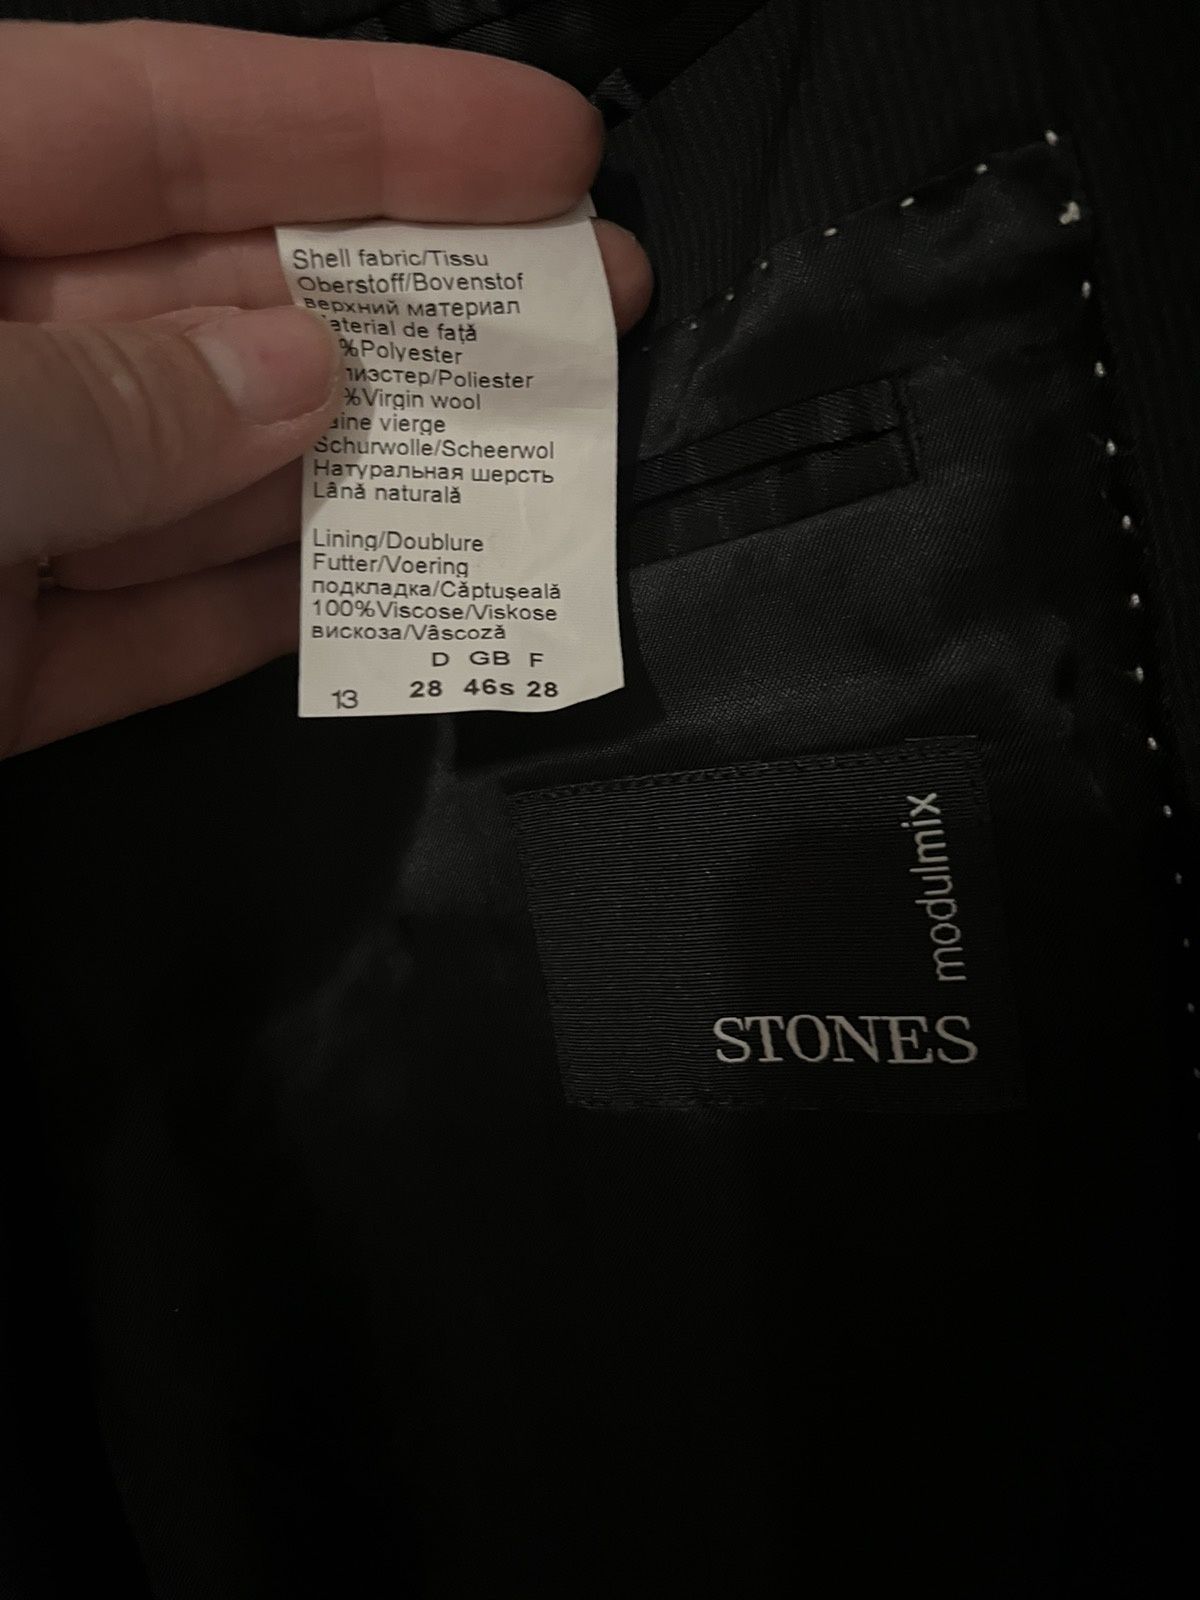 Shell fabric/Tissu
Oberstoff/Bovenstof
верхний материал
de față
%Polyester
/Poliester
%Virgin wool
vierge
Schurwolle/Scheerwol
Натуральная шерсть
Lână naturală
Lining/Doublure
Futter/Voering
подкладка/Căptuşeală
100%Viscose/Viskose
вискоза/Vâscoză
D GB F
13 28 46s 28
modulmix
STONES